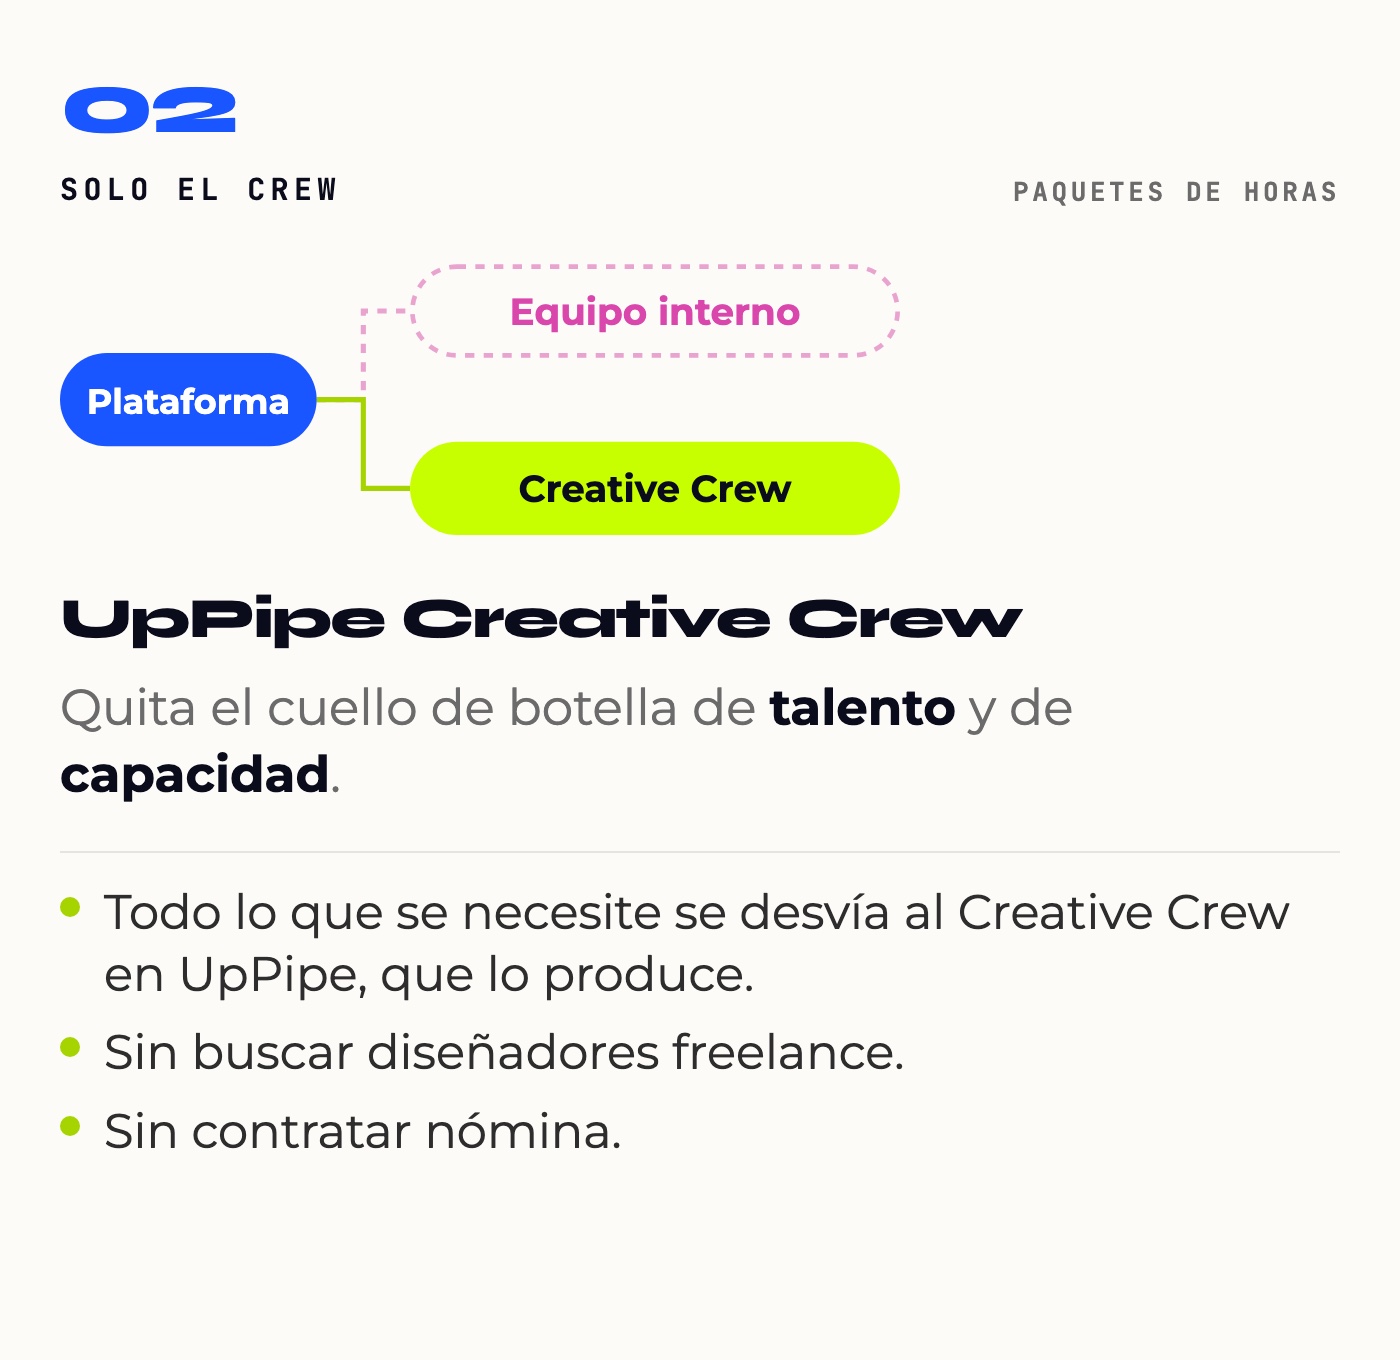 02
SOLO EL CREW
PAQUETES DE HORAS
Equipo interno
Plataforma
Creative Crew
UpPipe Creative Crew
Quita el cuello de botella de talento y de
capacidad.
Todo lo que se necesite se desvía al Creative Crew
en UpPipe, que lo produce.
Sin buscar diseñadores freelance.
Sin contratar nómina.